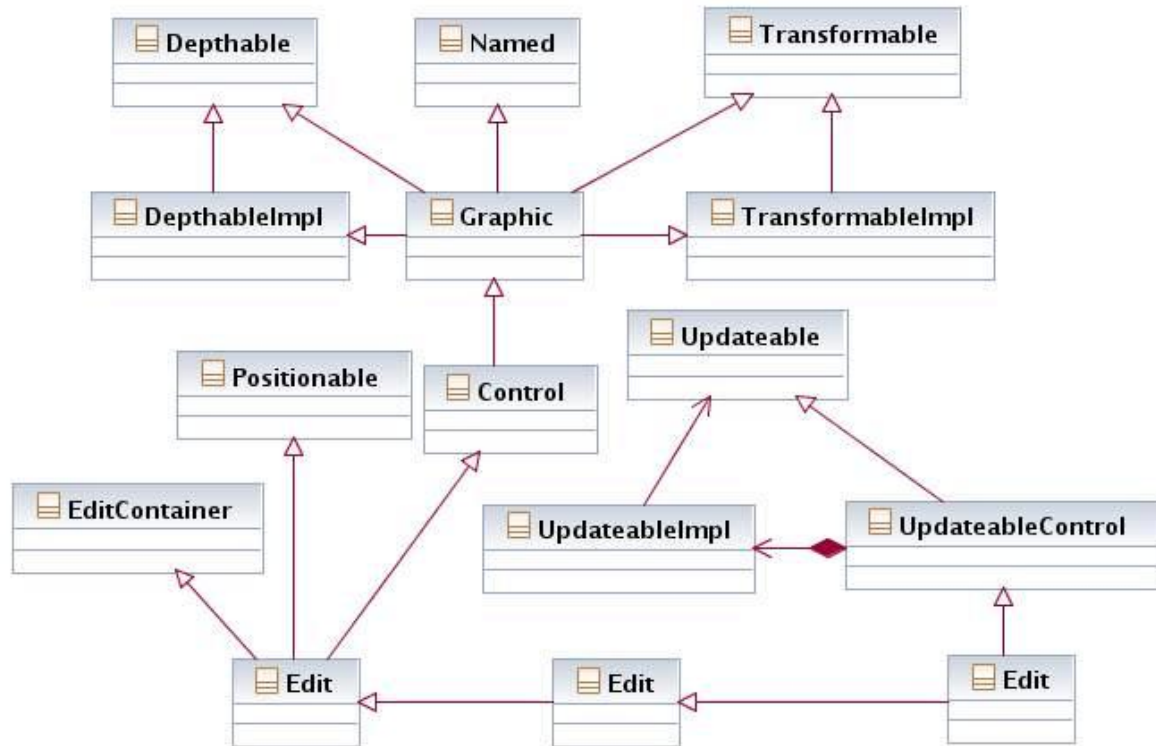 Depthable
Named
Transformable
DepthableImpl
Graphic
TransformableImpl
Updateable
Positionable
Control
EditContainer
UpdateableImpl
UpdateableControl
Edit
Edit
Edit